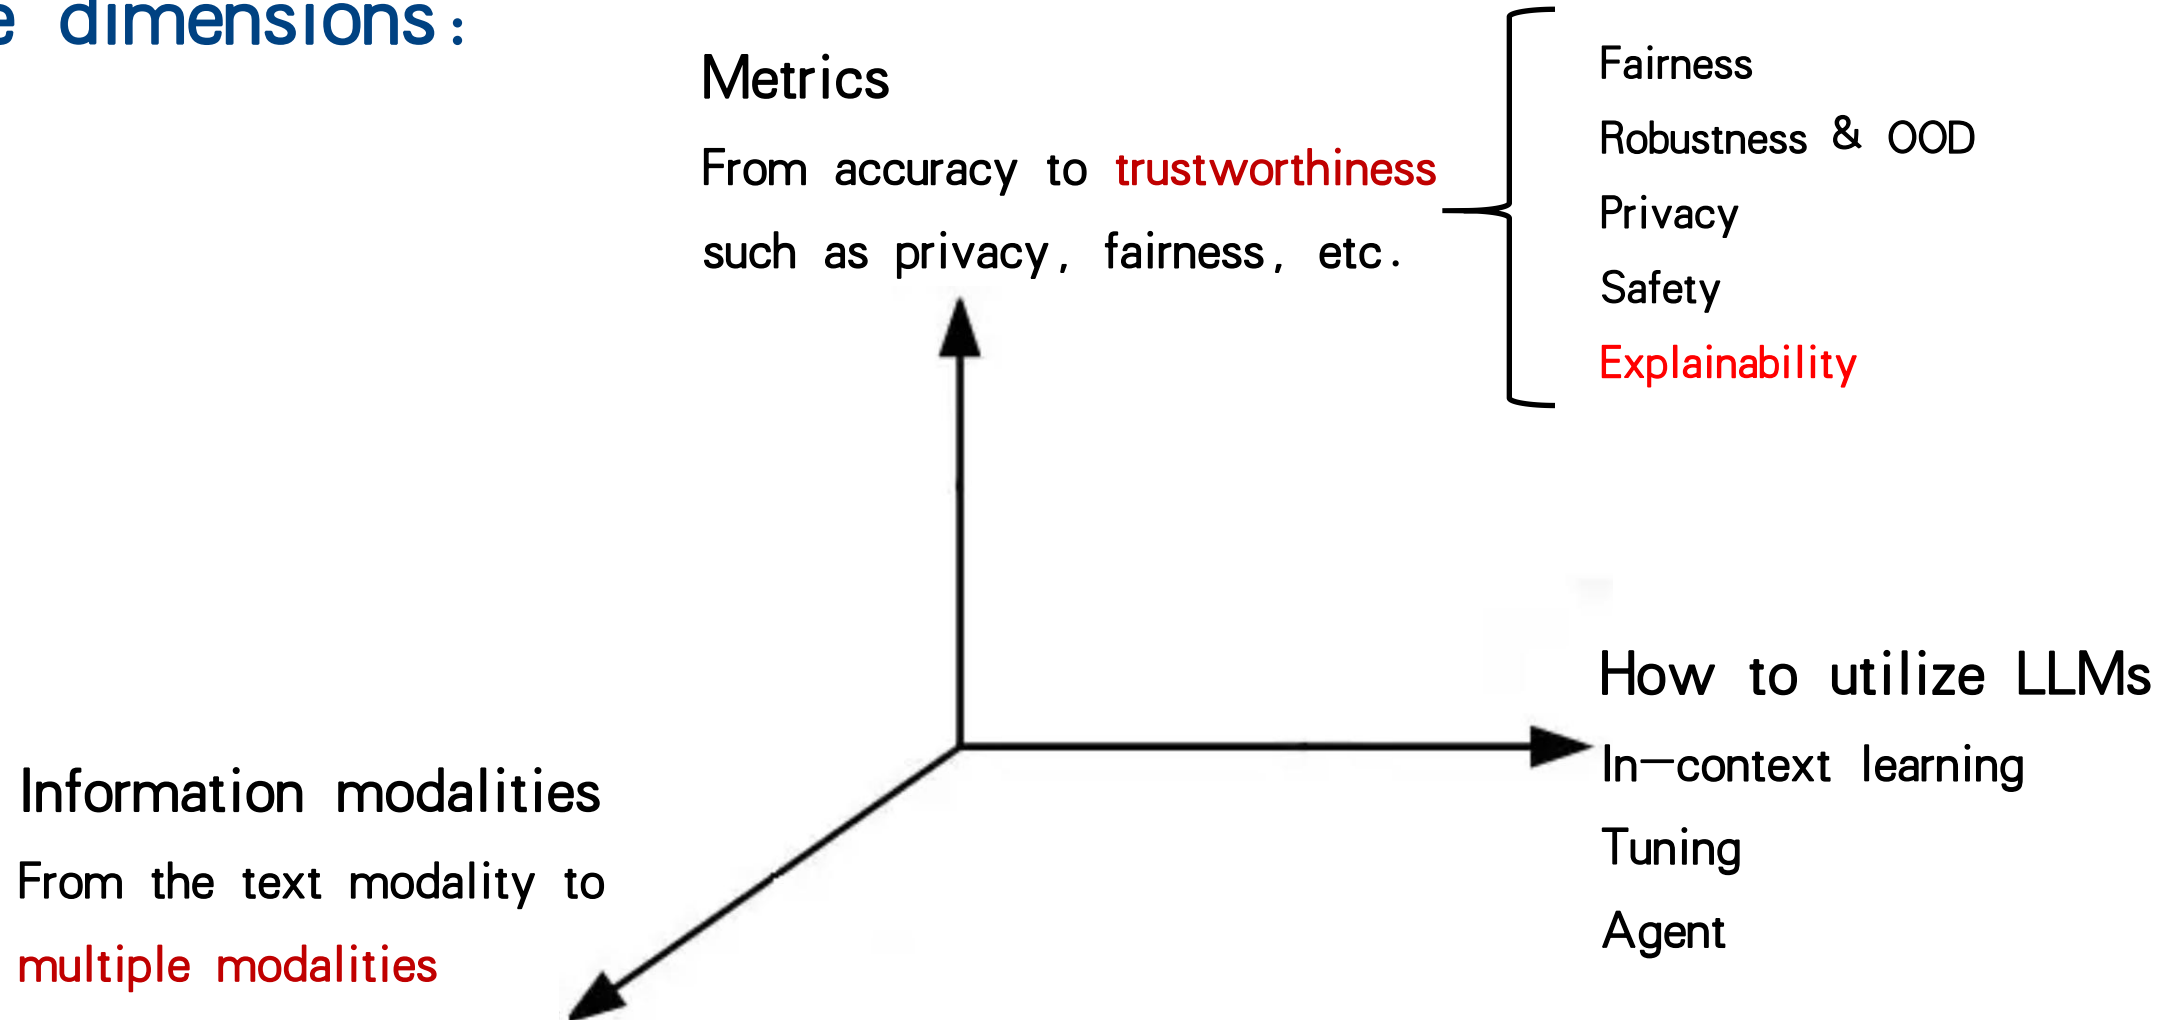 dimensions:
Metrics
From accuracy to trustworthiness
such as privacy, fairness, etc.
Fairness
Robustness & OOD
Privacy
Safety
Explainability
How to utilize LLMs
In-context learning
Tuning
Agent
Information modalities
From the text modality to
multiple modalities